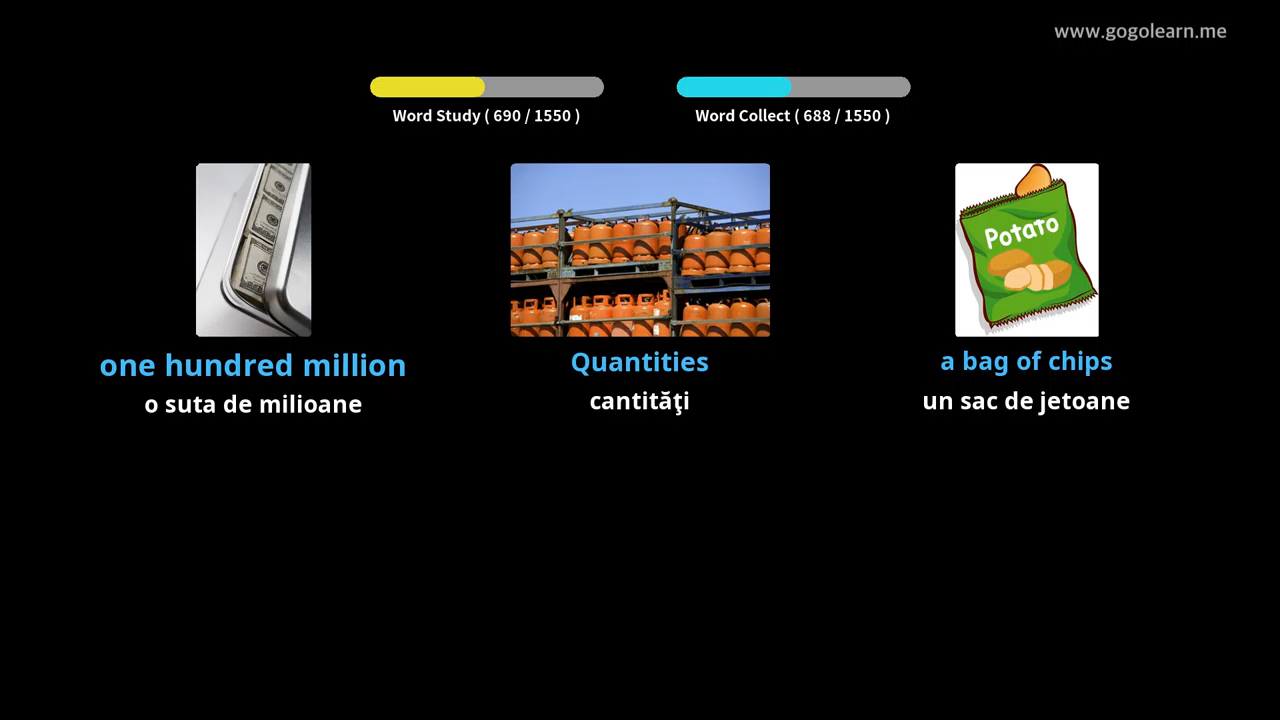 www.gogolearn.me
Word Study ( 690 / 1550 )
Word Collect ( 688 / 1550 )
Potato
one hundred million
Quantities
a bag of chips
o suta de milioane
cantităţi
un sac de jetoane